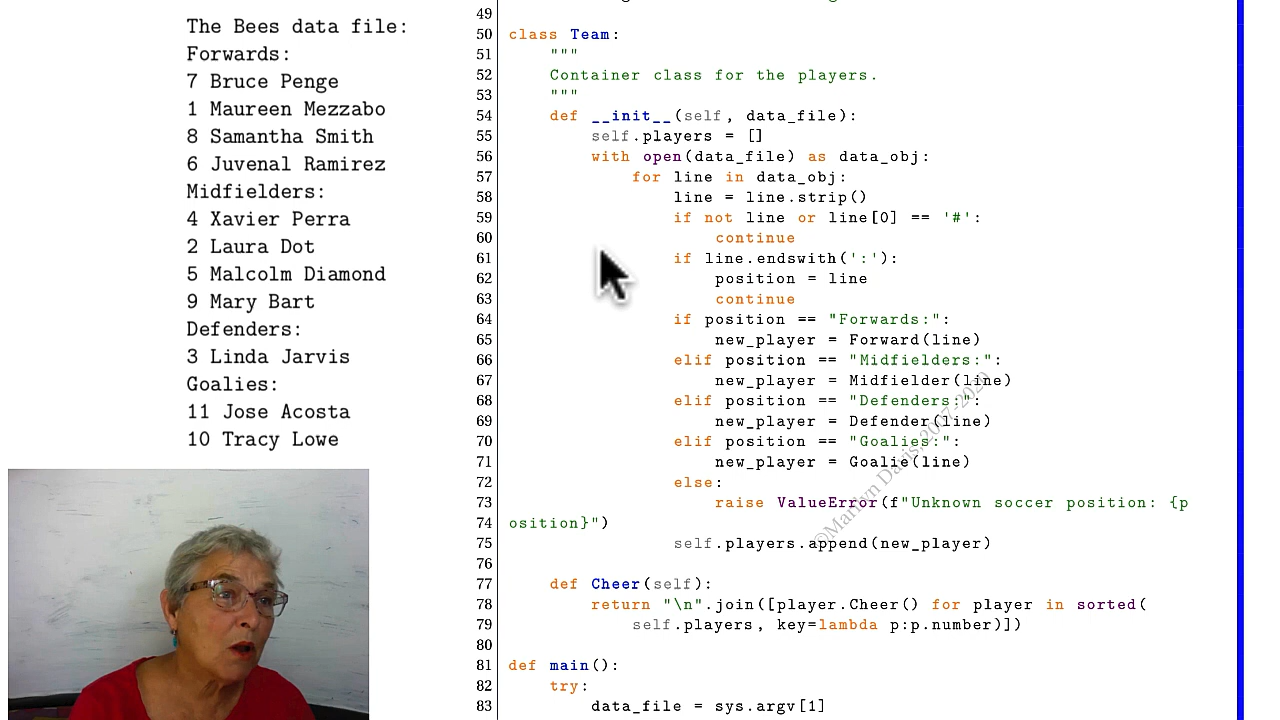 The Bees data file:
Forwards:
7 Bruce Penge
1 Maureen Mezzabo
8 Samantha Smith
6 Juvenal Ramirez
Midfielders:
4 Xavier Perra
2 Laura Dot
5 Malcolm Diamond
9 Mary Bart
Defenders:
3 Linda Jarvis
Goalies:
11 Jose Acosta
10 Tracy Lowe
49
50 class Team:
51 """
52 Container class for the players.
53 """
54 def __init__(self, data_file):
55 self.players = []
56 with open(data_file) as data_obj:
57 for line in data_obj:
58 line = line.strip()
59 if not line or line[0] == '#':
60 continue
61 if line.endswith(':'):
62 position = line
63 continue
64 if position == "Forwards:":
65 new_player = Forward(line)
66 elif position == "Midfielders:":
67 new_player = Midfielder(line)
68 elif position == "Defenders:":
69 new_player = Defender(line)
70 elif position == "Goalies:":
71 new_player = Goalie(line)
72 else:
73 raise ValueError(f"Unknown soccer position: {p
74 osition}")
75 self.players.append(new_player)
76
77 def Cheer(self):
78 return "\n".join([player.Cheer() for player in sorted(
79 self.players, key=lambda p:p.number)])
80
81 def main():
82 try:
83 data_file = sys.argv[1]
©Marilyn Davis, 2007-2020